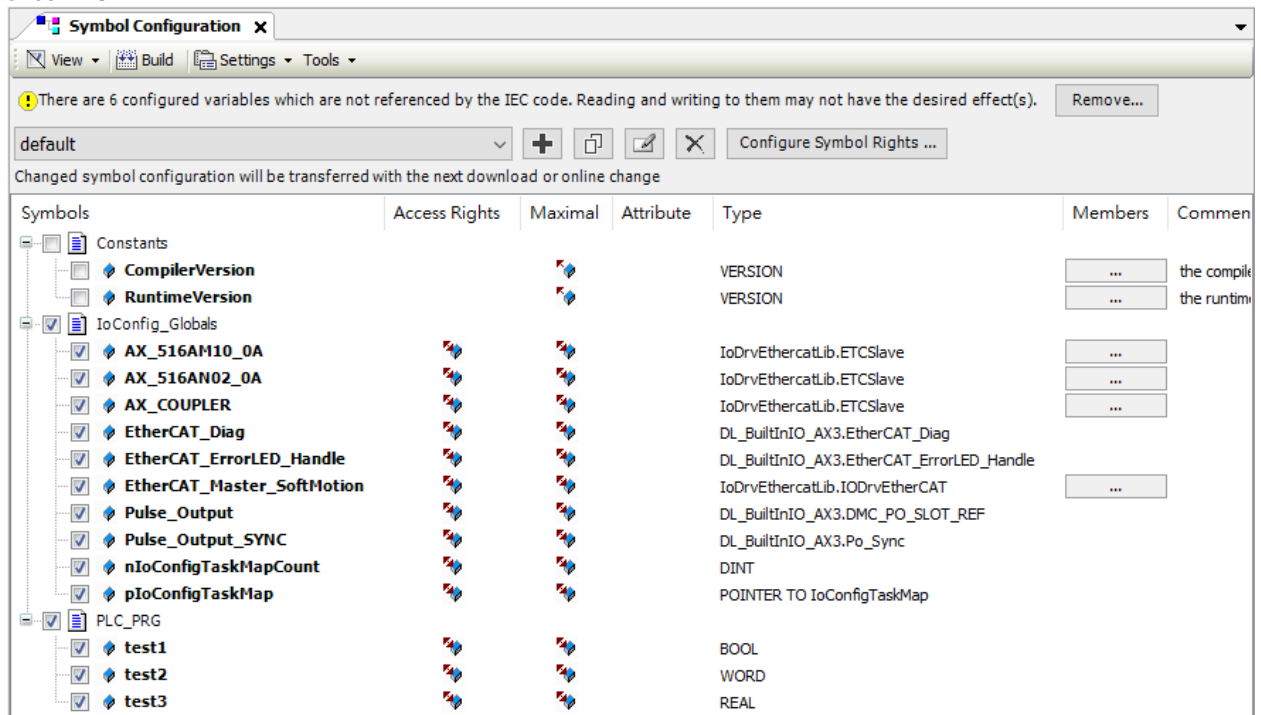 Symbol Configuration
View Build Settings Tools
There are 6 configured variables which are not referenced by the IEC code. Reading and writing to them may not have the desired effect(s). Remove...
default Configure Symbol Rights ...
Changed symbol configuration will be transferred with the next download or online change
Symbols Access Rights Maximal Attribute Type Members Commen
Constants
CompilerVersion VERSION ... the compile
RuntimeVersion VERSION ... the runtim
IoConfig_Globals
AX_516AM10_0A IoDrvEthercatLib.ETCSlave ...
AX_516AN02_0A IoDrvEthercatLib.ETCSlave ...
AX_COUPLER IoDrvEthercatLib.ETCSlave ...
EtherCAT_Diag DL_BuiltInIO_AX3.EtherCAT_Diag
EtherCAT_ErrorLED_Handle DL_BuiltInIO_AX3.EtherCAT_ErrorLED_Handle
EtherCAT_Master_SoftMotion IoDrvEthercatLib.IODrvEtherCAT ...
Pulse_Output DL_BuiltInIO_AX3.DMC_PO_SLOT_REF
Pulse_Output_SYNC DL_BuiltInIO_AX3.Po_Sync
nIoConfigTaskMapCount DINT
pIoConfigTaskMap POINTER TO IoConfigTaskMap
PLC_PRG
test1 BOOL
test2 WORD
test3 REAL